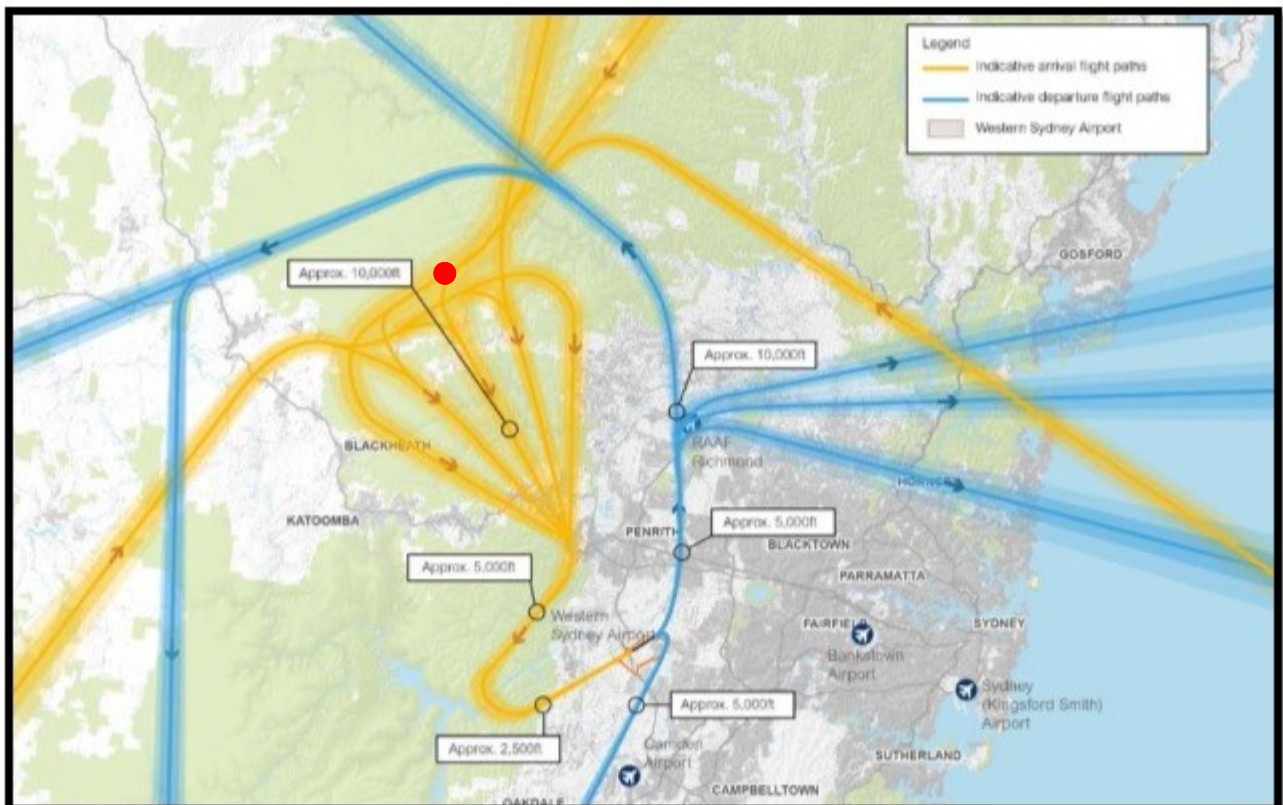 Legend
Indicative arrival flight paths
Indicative departure flight paths
Western Sydney Airport
GOSFORD
Approx. 10,000ft
Approx. 10,000ft
BLACKHEATH
RAAF
Richmond
KATOOMBA
Approx. 5,000ft
PENRITH
BLACKTOWN
Approx. 5,000ft
PARRAMATTA
Western
Sydney Airport
FAIRFIELD
SYDNEY
Bankstown
Airport
Sydney
(Kingsford Smith)
Airport
Approx. 5,000ft
Approx. 2,500ft
Camden
Airport
SUTHERLAND
CAMPBELLTOWN
OAKDALE